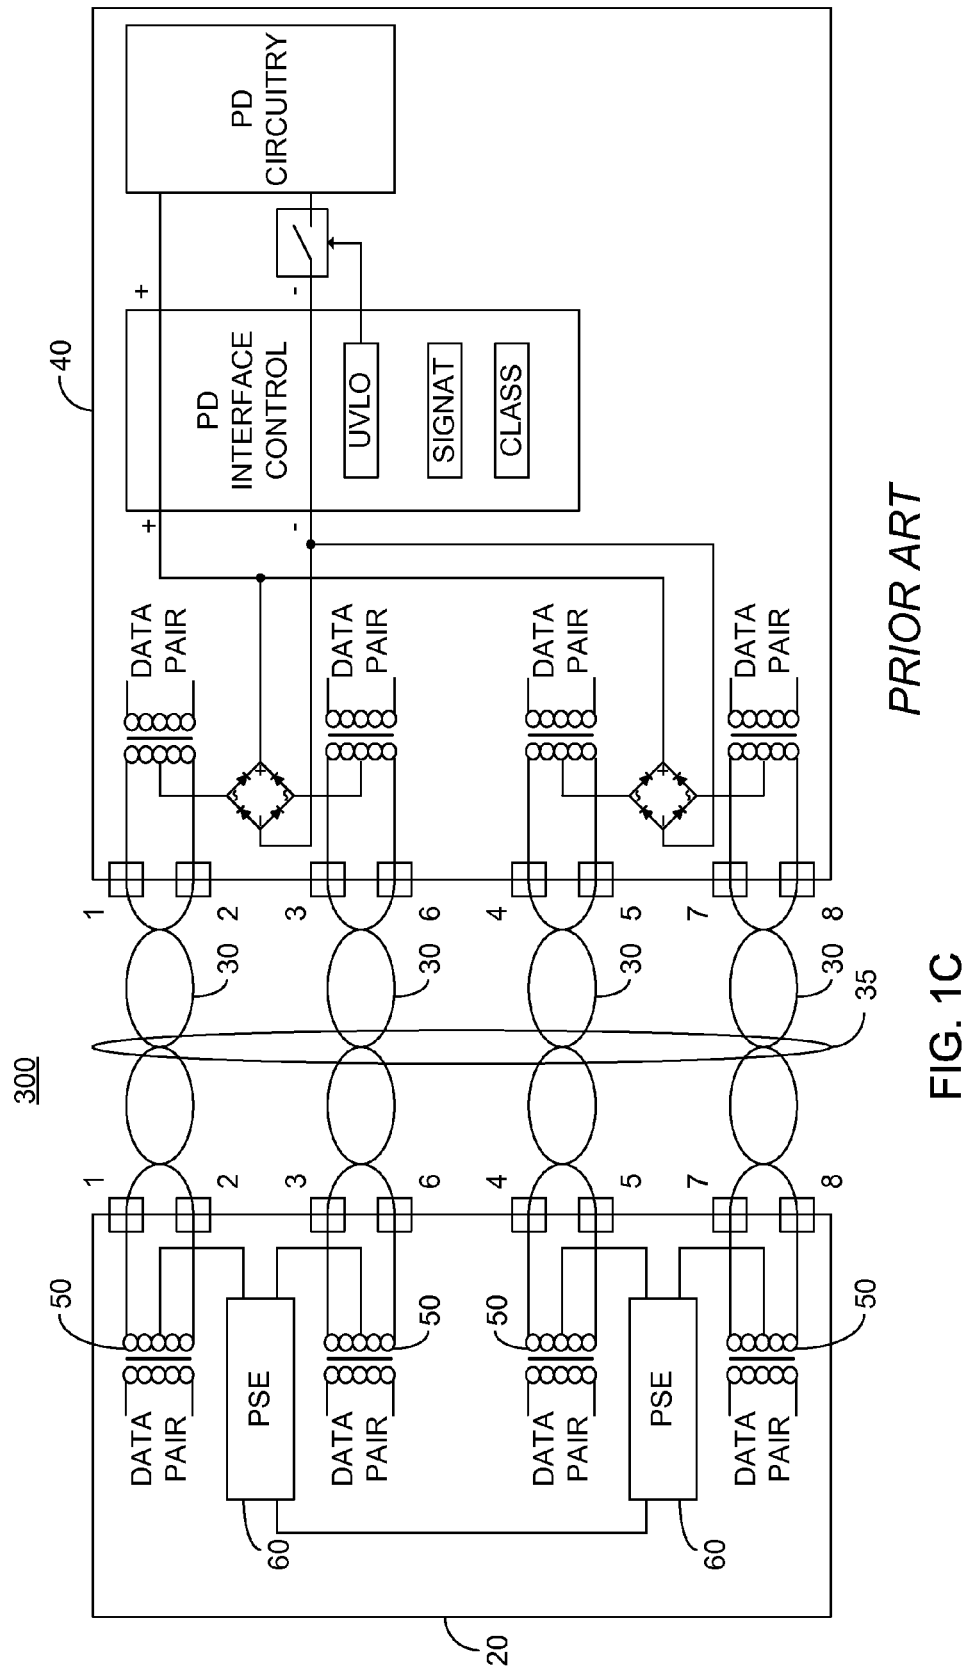 300
20
50
DATA
PAIR
60
PSE
DATA
PAIR
50
50
DATA
PAIR
60
PSE
DATA
PAIR
50
1
2
3
6
4
5
7
8
30
30
30
30
35
1
2
3
6
4
5
7
8
40
DATA
PAIR
DATA
PAIR
DATA
PAIR
DATA
PAIR
+
-
+
-
+
-
PD
INTERFACE
CONTROL
UVLO
SIGNAT
CLASS
+
-
PD
CIRCUITRY
FIG. 1C
PRIOR ART